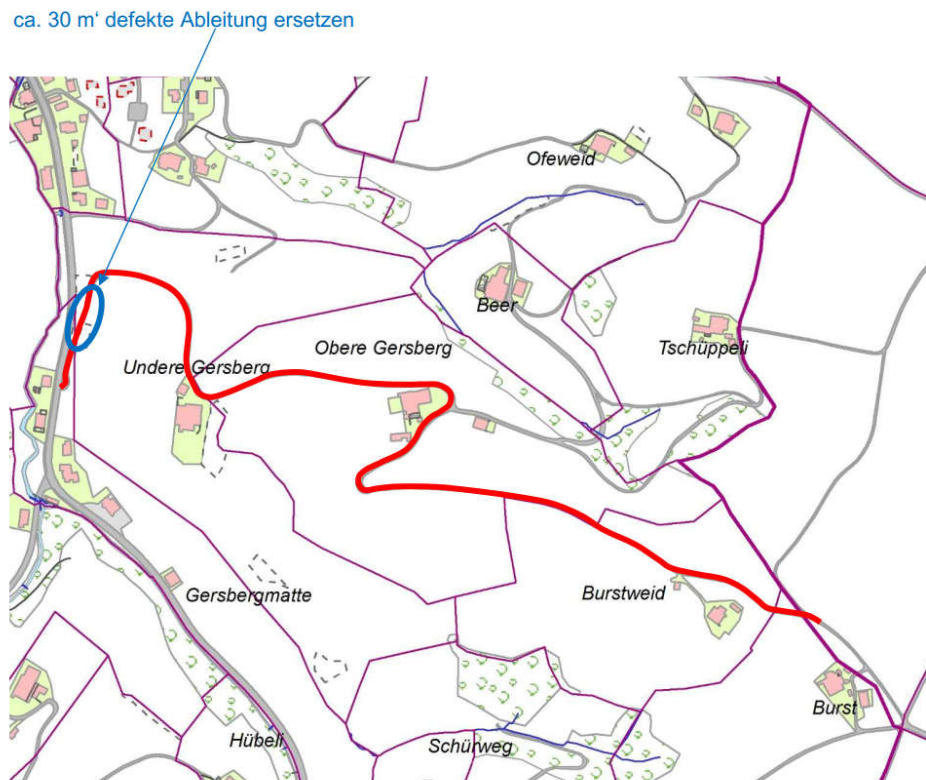 ca. 30 m‘ defekte Ableitung ersetzen
Ofeweid
Beer
Tschüppeli
Obere Gersberg
Undere Gersberg
Burstweid
Gersbergmatte
Burst
Hübeli
Schürweg